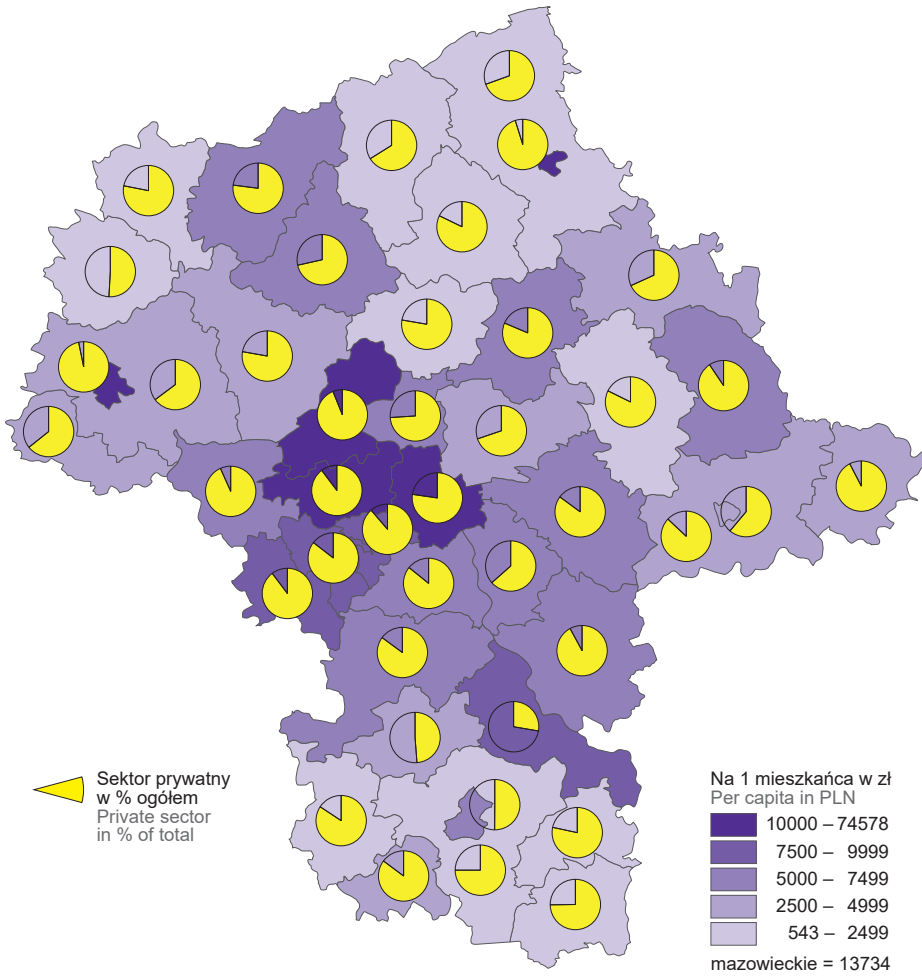 Sektor prywatny
w % ogółem
Private sector
in % of total
Na 1 mieszkańca w zł
Per capita in PLN
10000 – 74578
7500 – 9999
5000 – 7499
2500 – 4999
543 – 2499
mazowieckie = 13734